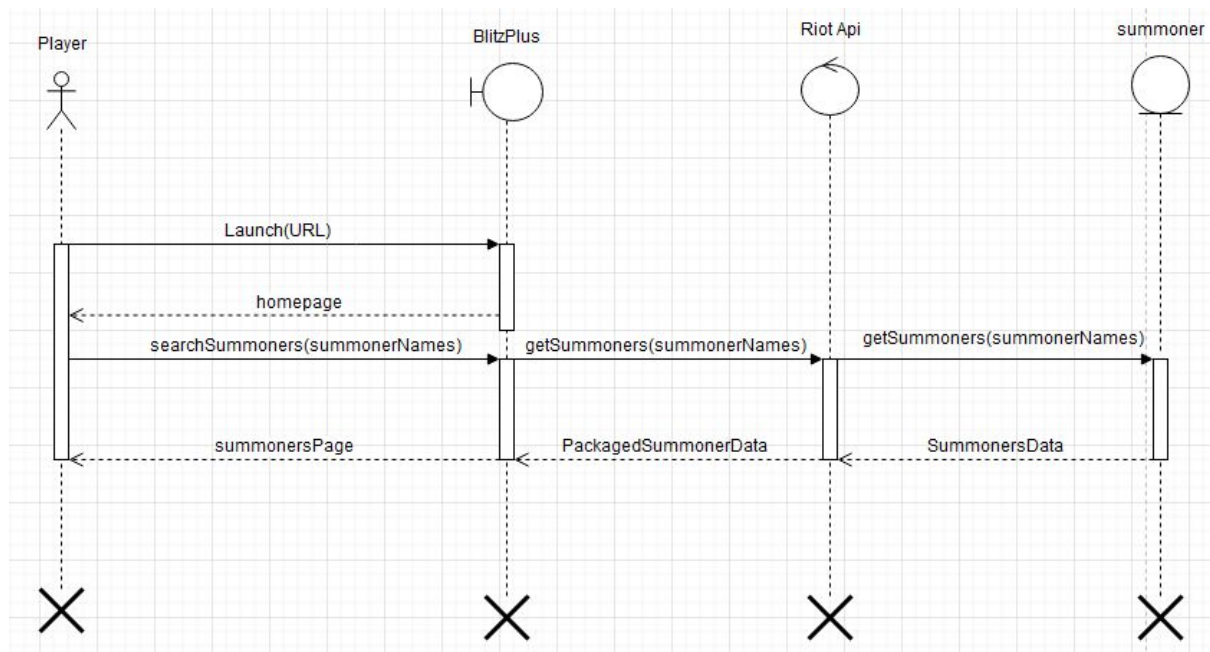 Player
BlitzPlus
Riot Api
summoner
Launch(URL)
homepage
searchSummoners(summonerNames)
getSummoners(summonerNames)
getSummoners(summonerNames)
summonersPage
PackagedSummonerData
SummonersData